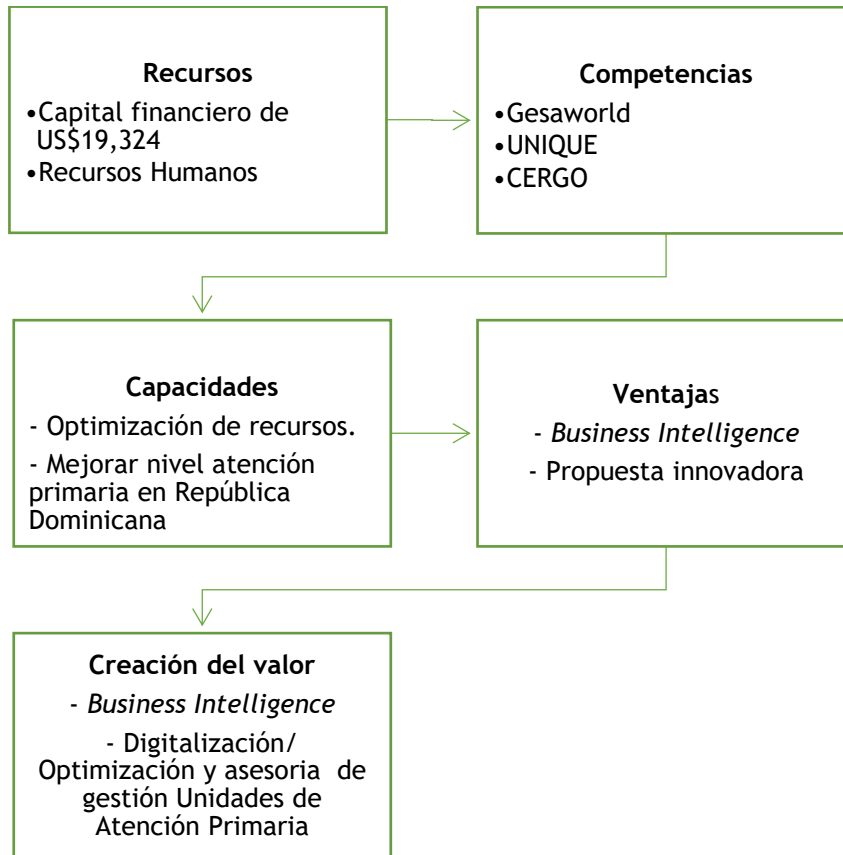 Recursos
•Capital financiero de
US$19,324
•Recursos Humanos
Competencias
•Gesaworld
•UNIQUE
•CERGO
Capacidades
- Optimización de recursos.
- Mejorar nivel atención
primaria en República
Dominicana
Ventajas
- Business Intelligence
- Propuesta innovadora
Creación del valor
- Business Intelligence
- Digitalización/
Optimización y asesoria de
gestión Unidades de
Atención Primaria